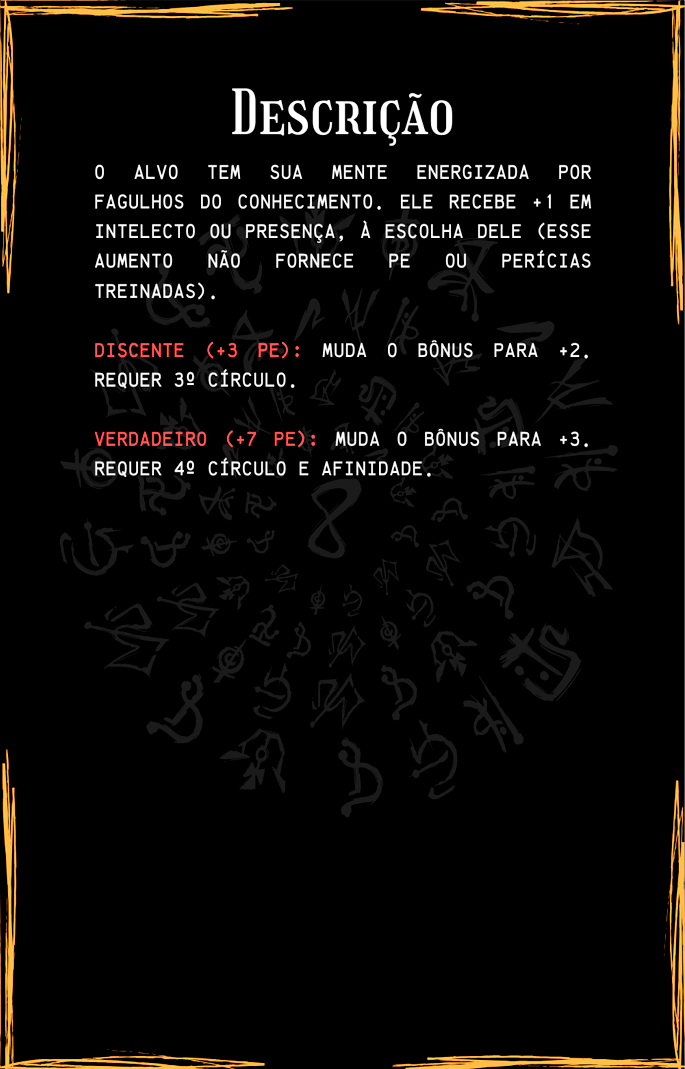 Descrição
O ALVO TEM SUA MENTE ENERGIZADA POR
FAGULHOS DO CONHECIMENTO. ELE RECEBE +1 EM
INTELECTO OU PRESENÇA, À ESCOLHA DELE (ESSE
AUMENTO NÃO FORNECE PE OU PERÍCIAS
TREINADAS).
DISCENTE (+3 PE): MUDA O BÔNUS PARA +2.
REQUER 3º CÍRCULO.
VERDADEIRO (+7 PE): MUDA O BÔNUS PARA +3.
REQUER 4º CÍRCULO E AFINIDADE.